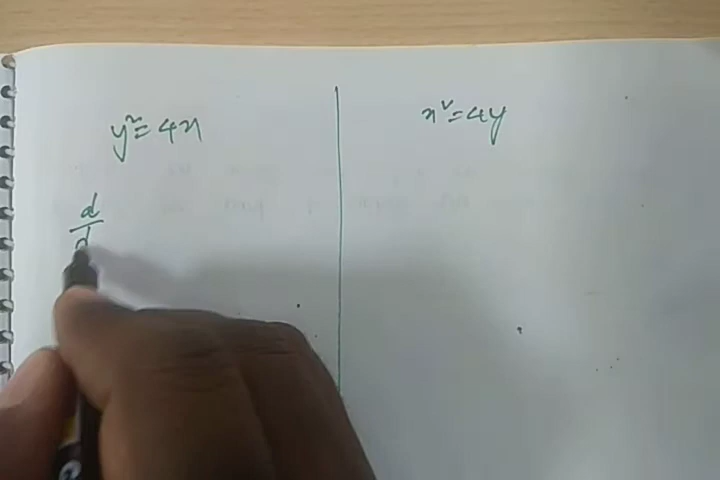 y² = 4x
x² = 4y
d
d